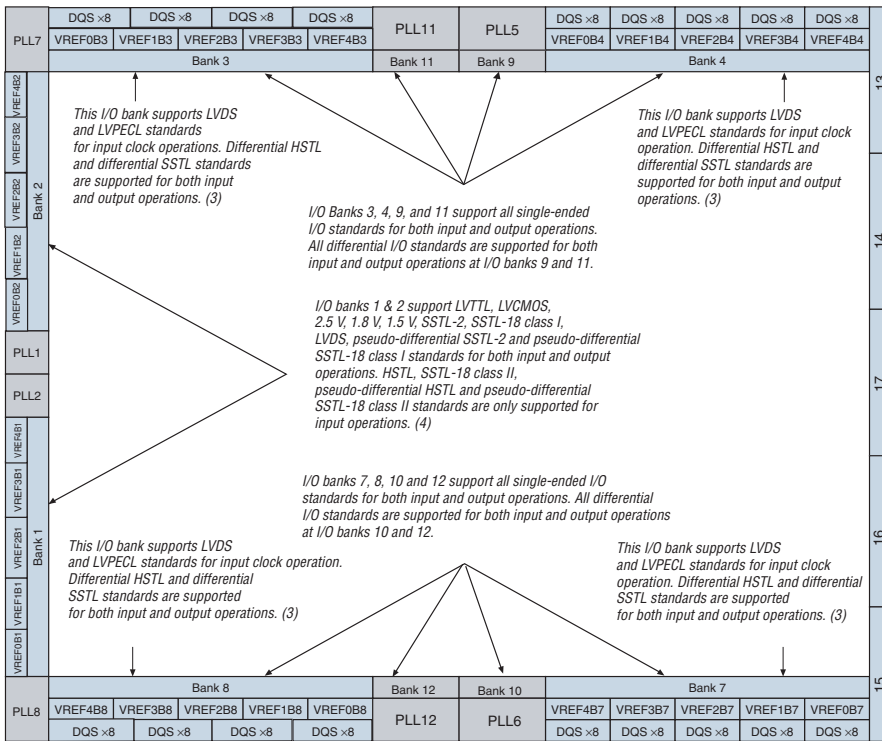 PLL7
DQS ×8 DQS ×8 DQS ×8 DQS ×8
VREF0B3 VREF1B3 VREF2B3 VREF3B3 VREF4B3
Bank 3
PLL11
Bank 11
PLL5
Bank 9
DQS ×8 DQS ×8 DQS ×8 DQS ×8 DQS ×8
VREF0B4 VREF1B4 VREF2B4 VREF3B4 VREF4B4
Bank 4
VREF4B2
VREF3B2
VREF2B2
VREF1B2
VREF0B2
Bank 2
PLL1
PLL2
VREF4B1
VREF3B1
VREF2B1
VREF1B1
VREF0B1
Bank 1
This I/O bank supports LVDS
and LVPECL standards
for input clock operations. Differential HSTL
and differential SSTL standards
are supported for both input
and output operations. (3)
This I/O bank supports LVDS
and LVPECL standards for input clock
operation. Differential HSTL and
differential SSTL standards are
supported for both input and output
operations. (3)
I/O Banks 3, 4, 9, and 11 support all single-ended
I/O standards for both input and output operations.
All differential I/O standards are supported for both
input and output operations at I/O banks 9 and 11.
I/O banks 1 & 2 support LVTTL, LVCMOS,
2.5 V, 1.8 V, 1.5 V, SSTL-2, SSTL-18 class I,
LVDS, pseudo-differential SSTL-2 and pseudo-differential
SSTL-18 class I standards for both input and output
operations. HSTL, SSTL-18 class II,
pseudo-differential HSTL and pseudo-differential
SSTL-18 class II standards are only supported for
input operations. (4)
I/O banks 7, 8, 10 and 12 support all single-ended I/O
standards for both input and output operations. All differential
I/O standards are supported for both input and output operations
at I/O banks 10 and 12.
This I/O bank supports LVDS
and LVPECL standards for input clock operation.
Differential HSTL and differential
SSTL standards are supported
for both input and output operations. (3)
This I/O bank supports LVDS
and LVPECL standards for input clock
operation. Differential HSTL and differential
SSTL standards are supported
for both input and output operations. (3)
13
14
17
16
15
PLL8
Bank 8
VREF4B8 VREF3B8 VREF2B8 VREF1B8 VREF0B8
DQS ×8 DQS ×8 DQS ×8 DQS ×8
Bank 12
PLL12
Bank 10
PLL6
Bank 7
VREF4B7 VREF3B7 VREF2B7 VREF1B7 VREF0B7
DQS ×8 DQS ×8 DQS ×8 DQS ×8 DQS ×8